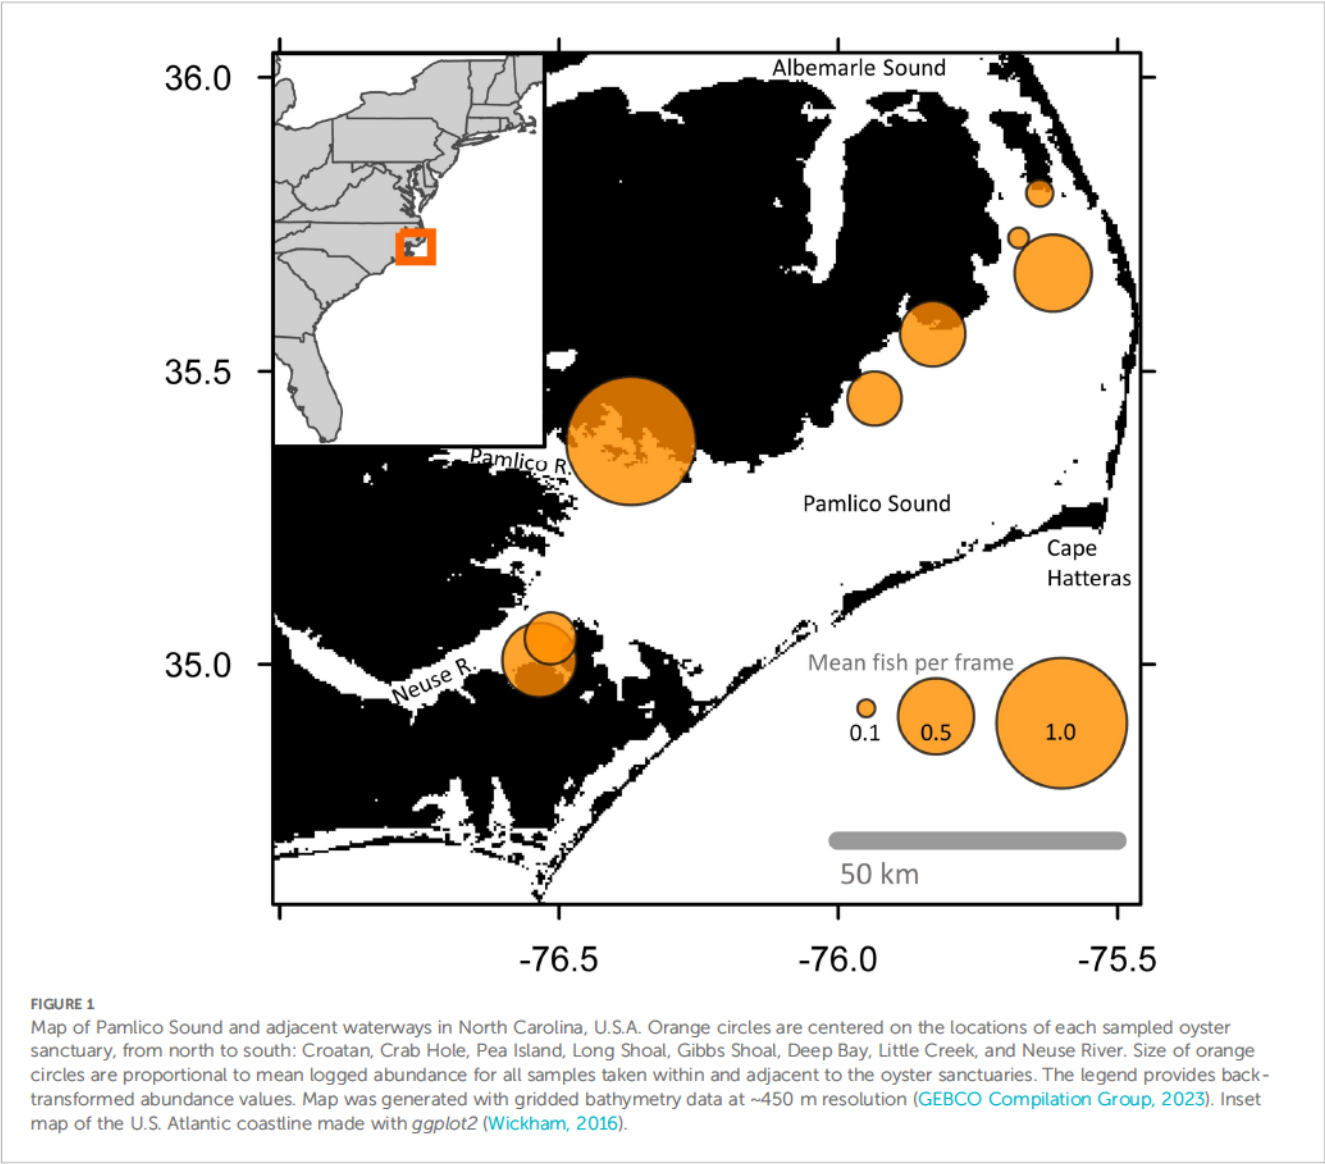 36.0
Albemarle Sound
35.5
Pamlico R.
Pamlico Sound
Cape
Hatteras
35.0
Neuse R.
Mean fish per frame
0.1
0.5
1.0
50 km
-76.5
-76.0
-75.5
FIGURE 1
Map of Pamlico Sound and adjacent waterways in North Carolina, U.S.A. Orange circles are centered on the locations of each sampled oyster
sanctuary, from north to south: Croatan, Crab Hole, Pea Island, Long Shoal, Gibbs Shoal, Deep Bay, Little Creek, and Neuse River. Size of orange
circles are proportional to mean logged abundance for all samples taken within and adjacent to the oyster sanctuaries. The legend provides back-
transformed abundance values. Map was generated with gridded bathymetry data at ~450 m resolution (GEBCO Compilation Group, 2023). Inset
map of the U.S. Atlantic coastline made with ggplot2 (Wickham, 2016).